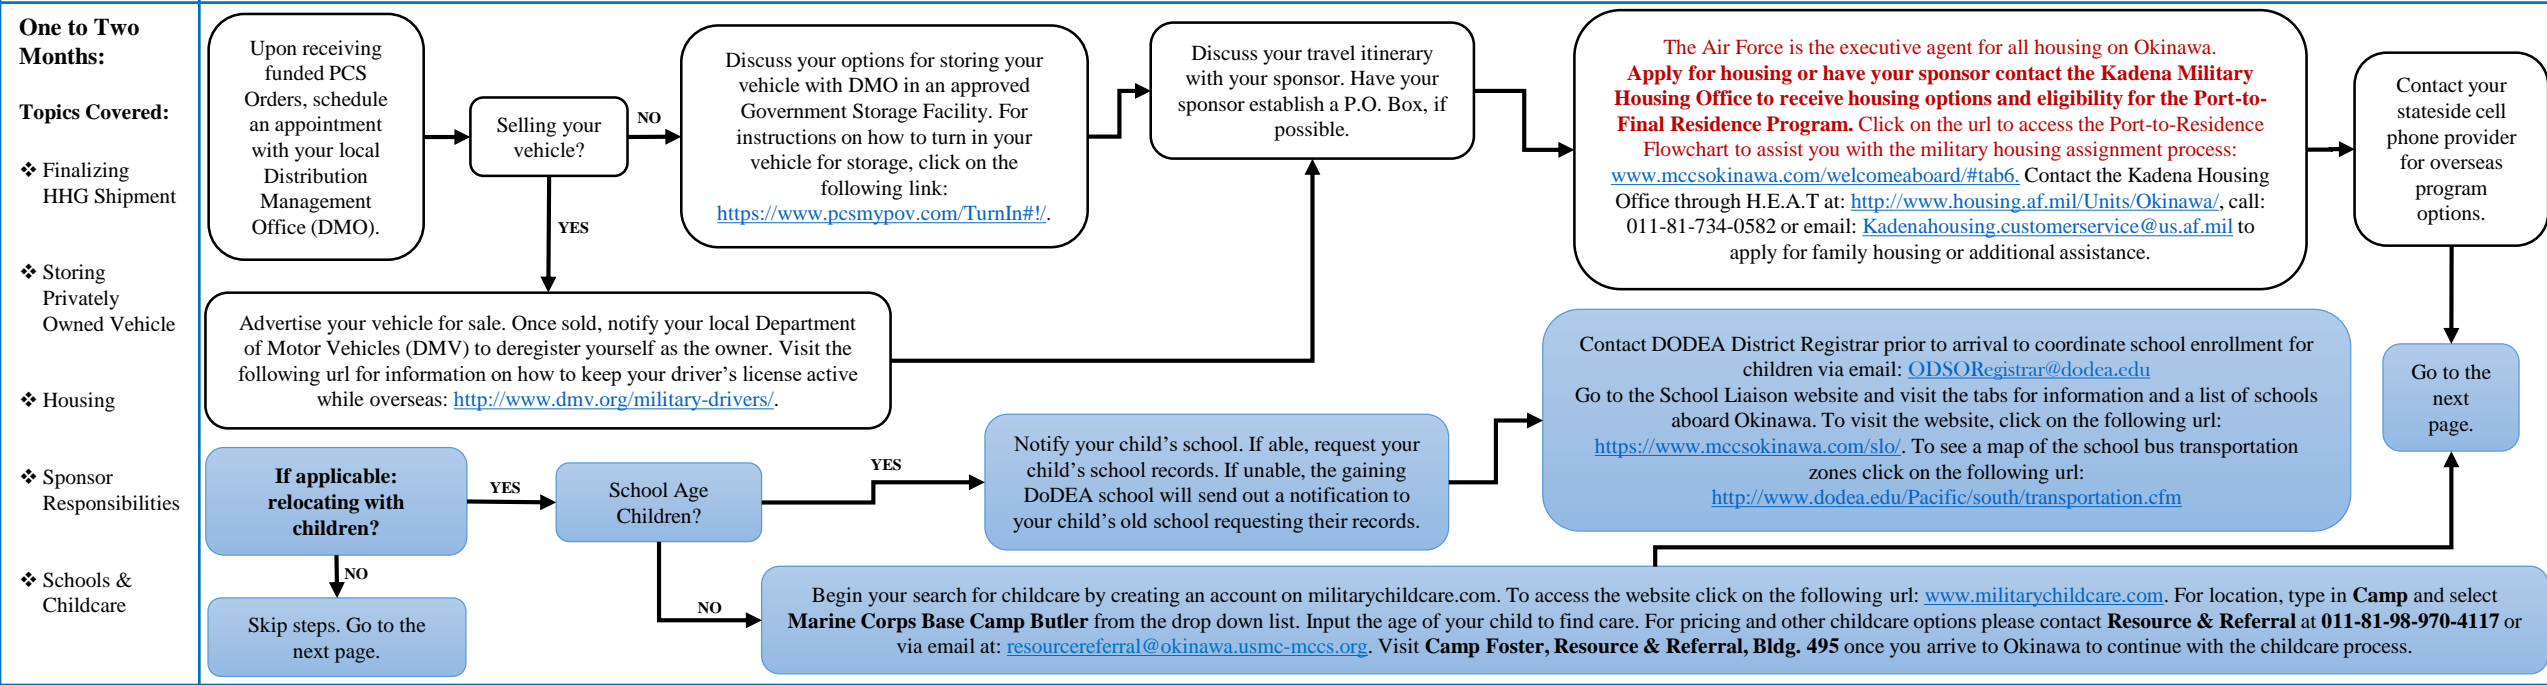 One to Two
Months:
Topics Covered:
❖ Finalizing
HHG Shipment
❖ Storing
Privately
Owned Vehicle
❖ Housing
❖ Sponsor
Responsibilities
❖ Schools &
Childcare
Upon receiving
funded PCS
Orders, schedule
an appointment
with your local
Distribution
Management
Office (DMO).
Selling your
vehicle?
NO
YES
Discuss your options for storing your
vehicle with DMO in an approved
Government Storage Facility. For
instructions on how to turn in your
vehicle for storage, click on the
following link:
https://www.pcsmypov.com/TurnIn#!/.
Discuss your travel itinerary
with your sponsor. Have your
sponsor establish a P.O. Box, if
possible.
The Air Force is the executive agent for all housing on Okinawa.
Apply for housing or have your sponsor contact the Kadena Military
Housing Office to receive housing options and eligibility for the Port-to-
Final Residence Program. Click on the url to access the Port-to-Residence
Flowchart to assist you with the military housing assignment process:
www.mccsokinawa.com/welcomeaboard/#tab6. Contact the Kadena Housing
Office through H.E.A.T at: http://www.housing.af.mil/Units/Okinawa/, call:
011-81-734-0582 or email: Kadenahousing.customerservice@us.af.mil to
apply for family housing or additional assistance.
Contact your
stateside cell
phone provider
for overseas
program
options.
Advertise your vehicle for sale. Once sold, notify your local Department
of Motor Vehicles (DMV) to deregister yourself as the owner. Visit the
following url for information on how to keep your driver's license active
while overseas: http://www.dmv.org/military-drivers/.
Go to the
next
page.
If applicable:
relocating with
children?
YES
NO
Skip steps. Go to the
next page.
School Age
Children?
YES
NO
Notify your child's school. If able, request your
child's school records. If unable, the gaining
DoDEA school will send out a notification to
your child's old school requesting their records.
Contact DODEA District Registrar prior to arrival to coordinate school enrollment for
children via email: ODSORegistrar@dodea.edu
Go to the School Liaison website and visit the tabs for information and a list of schools
aboard Okinawa. To visit the website, click on the following url:
https://www.mccsokinawa.com/slo/. To see a map of the school bus transportation
zones click on the following url:
http://www.dodea.edu/Pacific/south/transportation.cfm
Begin your search for childcare by creating an account on militarychildcare.com. To access the website click on the following url: www.militarychildcare.com. For location, type in Camp and select
Marine Corps Base Camp Butler from the drop down list. Input the age of your child to find care. For pricing and other childcare options please contact Resource & Referral at 011-81-98-970-4117 or
via email at: resourcereferral@okinawa.usmc-mccs.org. Visit Camp Foster, Resource & Referral, Bldg. 495 once you arrive to Okinawa to continue with the childcare process.